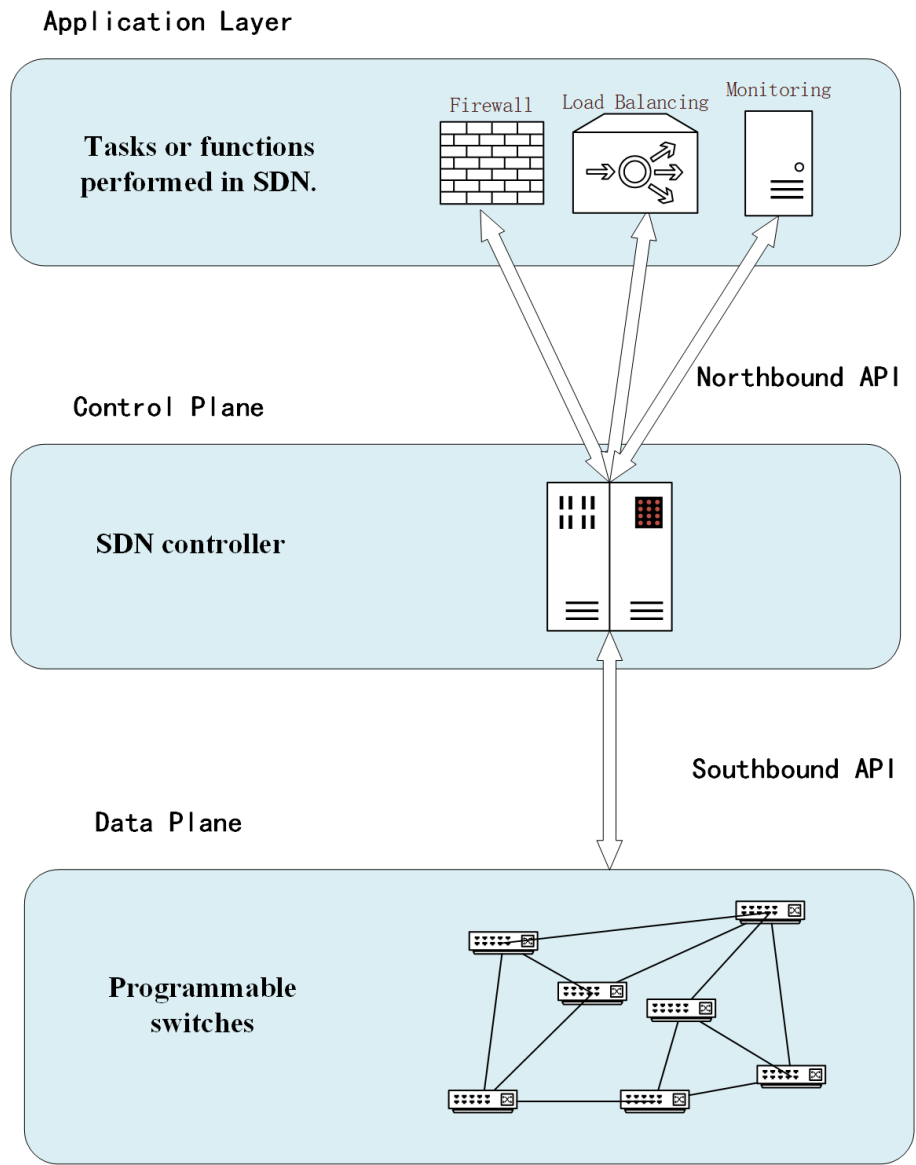 Application Layer
Firewall
Load Balancing
Monitoring
Tasks or functions
performed in SDN.
Northbound API
Control Plane
SDN controller
Southbound API
Data Plane
Programmable
switches